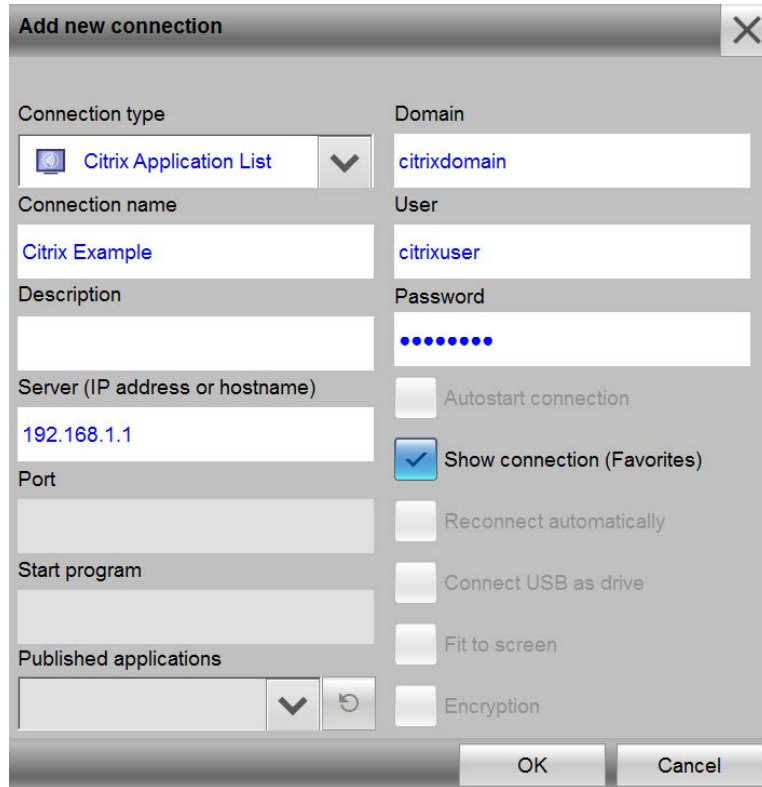 Add new connection
Connection type
Citrix Application List
Connection name
Citrix Example
Description
Server (IP address or hostname)
192.168.1.1
Port
Start program
Published applications
Domain
citrixdomain
User
citrixuser
Password
••••••••
Autostart connection
Show connection (Favorites)
Reconnect automatically
Connect USB as drive
Fit to screen
Encryption
OK
Cancel